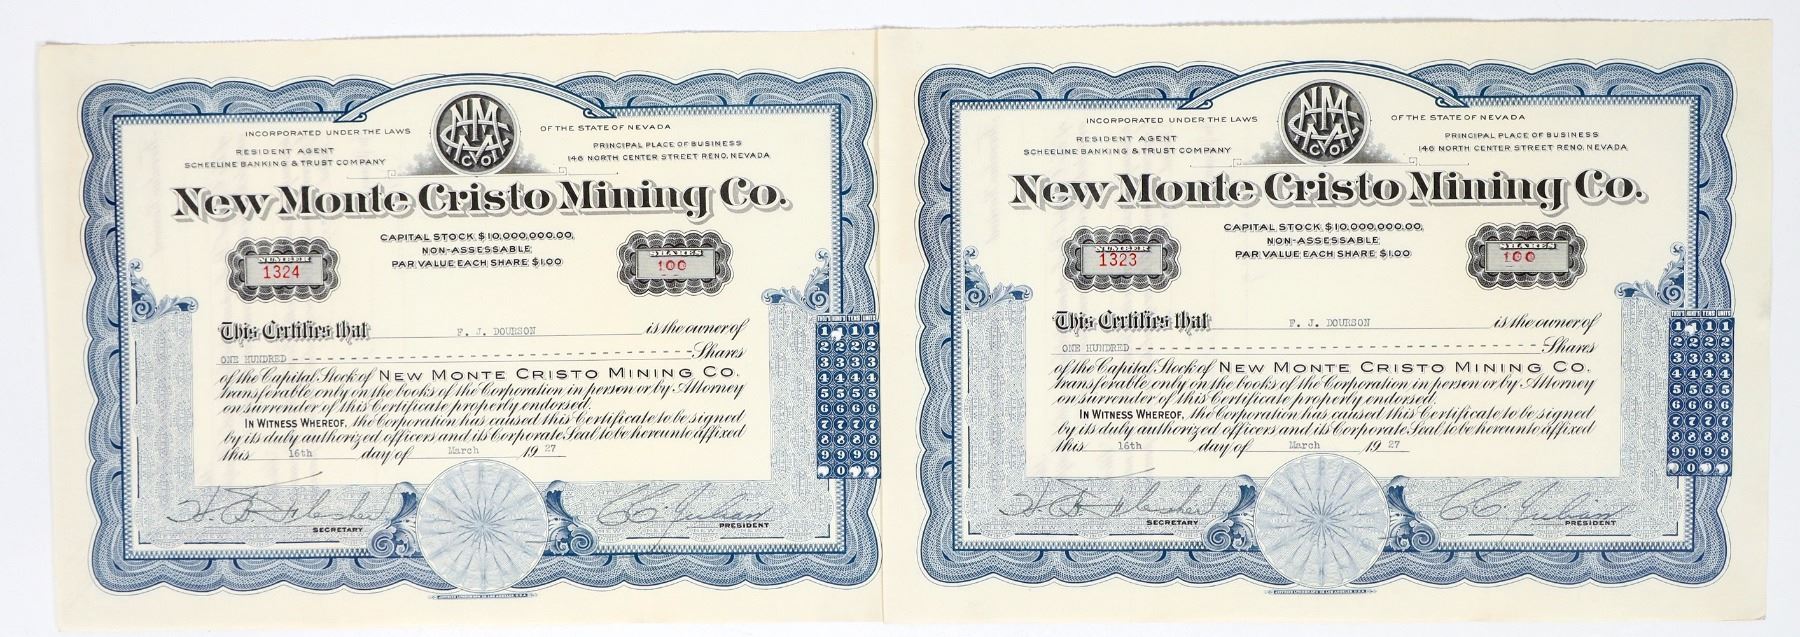 INCORPORATED UNDER THE LAWS OF THE STATE OF NEVADA
RESIDENT AGENT
SCHEELINE BANKING & TRUST COMPANY
PRINCIPAL PLACE OF BUSINESS
146 NORTH CENTER STREET RENO, NEVADA
New Monte Cristo Mining Co.
CAPITAL STOCK $10,000,000.00
NON-ASSESSABLE
PAR VALUE EACH SHARE $1.00
NUMBER
1324
SHARES
100
This Certifies that F. J. DOURSON is the owner of
ONE HUNDRED Shares
of the Capital Stock of NEW MONTE CRISTO MINING CO.
transferable only on the books of the Corporation in person or by Attorney
on surrender of this Certificate properly endorsed.
IN WITNESS WHEREOF, the Corporation has caused this Certificate to be signed
by its duly authorized officers and its Corporate Seal to be hereunto affixed
this 16th day of March 1927
SECRETARY
C.C. Julian
PRESIDENT
INCORPORATED UNDER THE LAWS OF THE STATE OF NEVADA
RESIDENT AGENT
SCHEELINE BANKING & TRUST COMPANY
PRINCIPAL PLACE OF BUSINESS
146 NORTH CENTER STREET RENO, NEVADA
New Monte Cristo Mining Co.
CAPITAL STOCK $10,000,000.00
NON-ASSESSABLE
PAR VALUE EACH SHARE $1.00
NUMBER
1323
SHARES
100
This Certifies that F. J. DOURSON is the owner of
ONE HUNDRED Shares
of the Capital Stock of NEW MONTE CRISTO MINING CO.
transferable only on the books of the Corporation in person or by Attorney
on surrender of this Certificate properly endorsed.
IN WITNESS WHEREOF, the Corporation has caused this Certificate to be signed
by its duly authorized officers and its Corporate Seal to be hereunto affixed
this 16th day of March 1927
SECRETARY
C.C. Julian
PRESIDENT